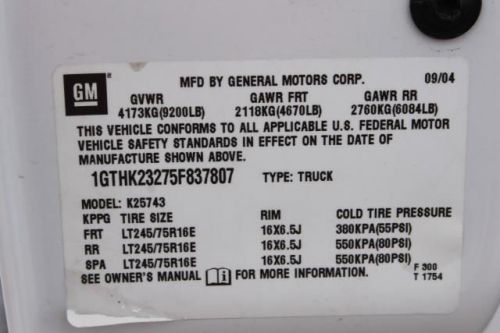 GM
MFD BY GENERAL MOTORS CORP. 09/04
GVWR GAWR FRT GAWR RR
4173KG(9200LB) 2118KG(4670LB) 2760KG(6084LB)
THIS VEHICLE CONFORMS TO ALL APPLICABLE U.S. FEDERAL MOTOR
VEHICLE SAFETY STANDARDS IN EFFECT ON THE DATE OF
MANUFACTURE SHOWN ABOVE.
1GTHK23275F837807 TYPE: TRUCK
MODEL: K25743
KPPG TIRE SIZE RIM COLD TIRE PRESSURE
FRT LT245/75R16E 16X6.5J 380KPA(55PSI)
RR LT245/75R16E 16X6.5J 550KPA(80PSI)
SPA LT245/75R16E 16X6.5J 550KPA(80PSI)
SEE OWNER'S MANUAL FOR MORE INFORMATION.
F 300
T 1754